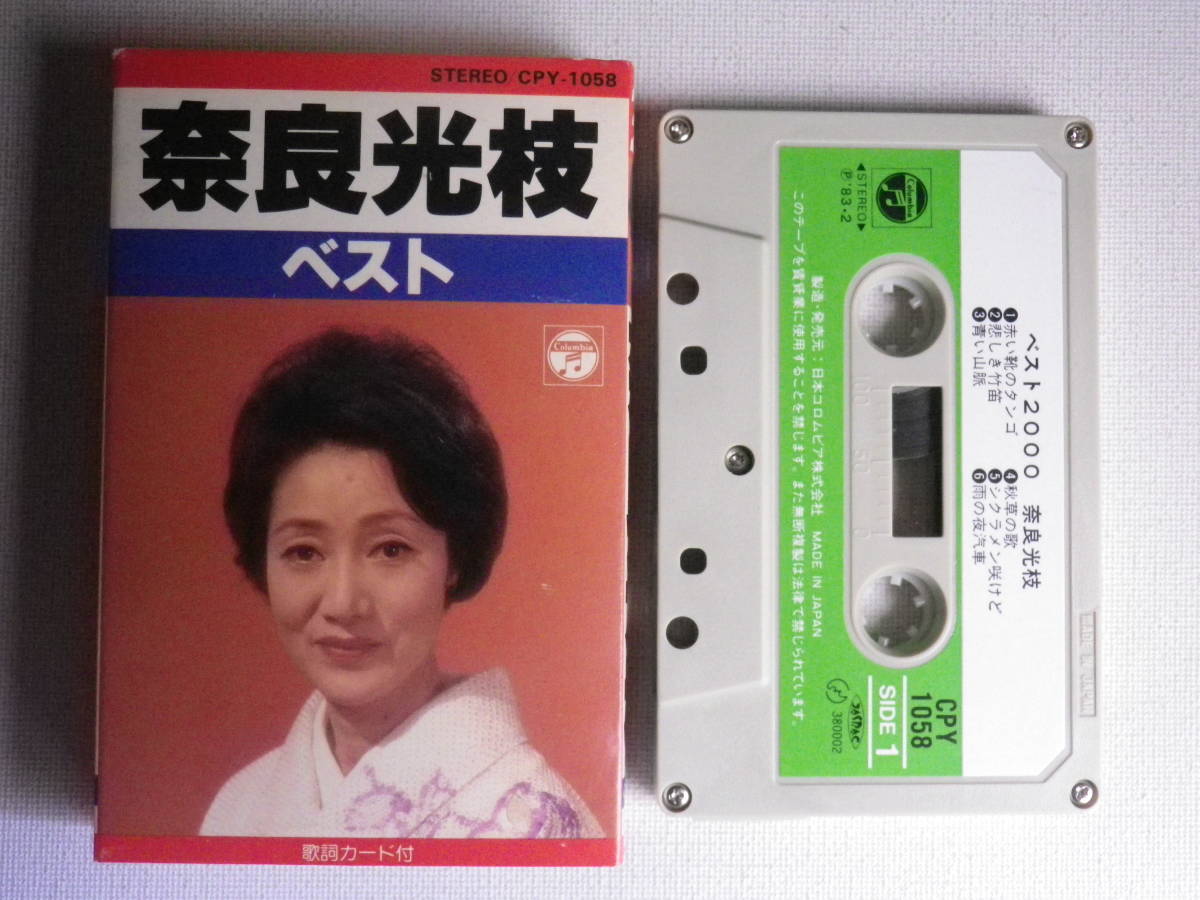 STEREO/CPY-1058
奈良光枝
ベスト
Columbia
歌詞カード付
ベスト2000 奈良光枝
❶赤い靴のタンゴ
❷悲しき竹笛
❸青い山脈
❹秋草の歌
❺シクラメン咲けど
❻雨の夜汽車
Columbia
◀STEREO▶
Ⓟ'83・2
CPY
1058
SIDE 1
JASRAC
380002
製造・発売元:日本コロムビア株式会社 MADE IN JAPAN
このテープを賃貸業に使用することを禁じます。また無断複製は法律で禁じられています。
100 50 0
MADE IN JAPAN